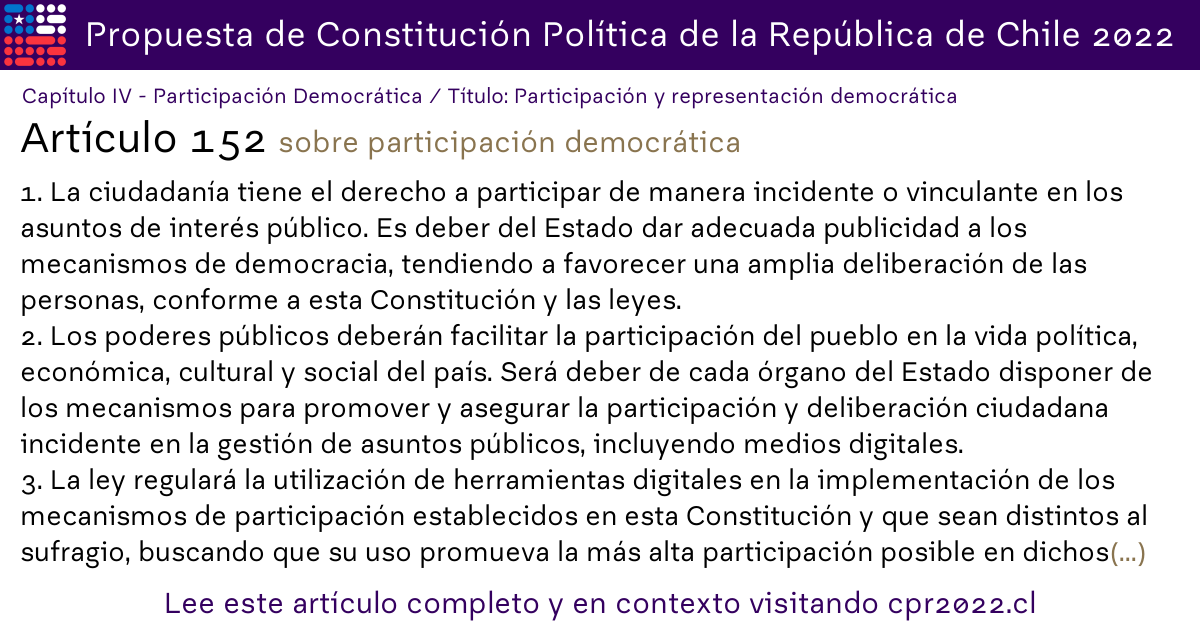 Propuesta de Constitución Política de la República de Chile 2022
Capítulo IV - Participación Democrática / Título: Participación y representación democrática
Artículo 152 sobre participación democrática
1. La ciudadanía tiene el derecho a participar de manera incidente o vinculante en los
asuntos de interés público. Es deber del Estado dar adecuada publicidad a los
mecanismos de democracia, tendiendo a favorecer una amplia deliberación de las
personas, conforme a esta Constitución y las leyes.
2. Los poderes públicos deberán facilitar la participación del pueblo en la vida política,
económica, cultural y social del país. Será deber de cada órgano del Estado disponer de
los mecanismos para promover y asegurar la participación y deliberación ciudadana
incidente en la gestión de asuntos públicos, incluyendo medios digitales.
3. La ley regulará la utilización de herramientas digitales en la implementación de los
mecanismos de participación establecidos en esta Constitución y que sean distintos al
sufragio, buscando que su uso promueva la más alta participación posible en dichos(...)
Lee este artículo completo y en contexto visitando cpr2022.cl